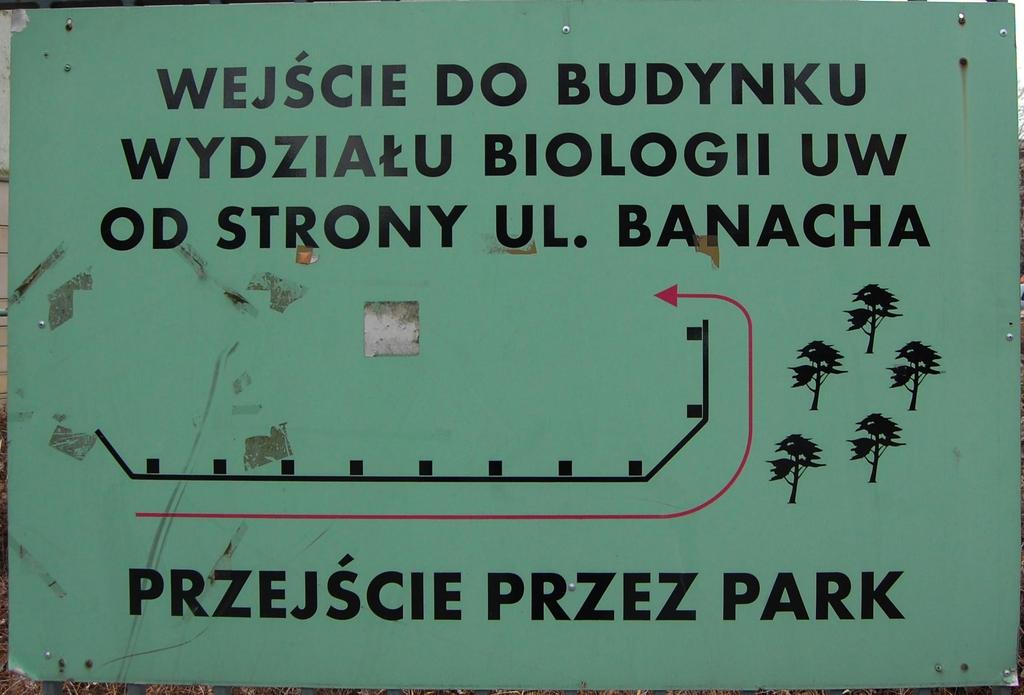 WEJŚCIE DO BUDYNKU
WYDZIAŁU BIOLOGII UW
OD STRONY UL. BANACHA
PRZEJŚCIE PRZEZ PARK